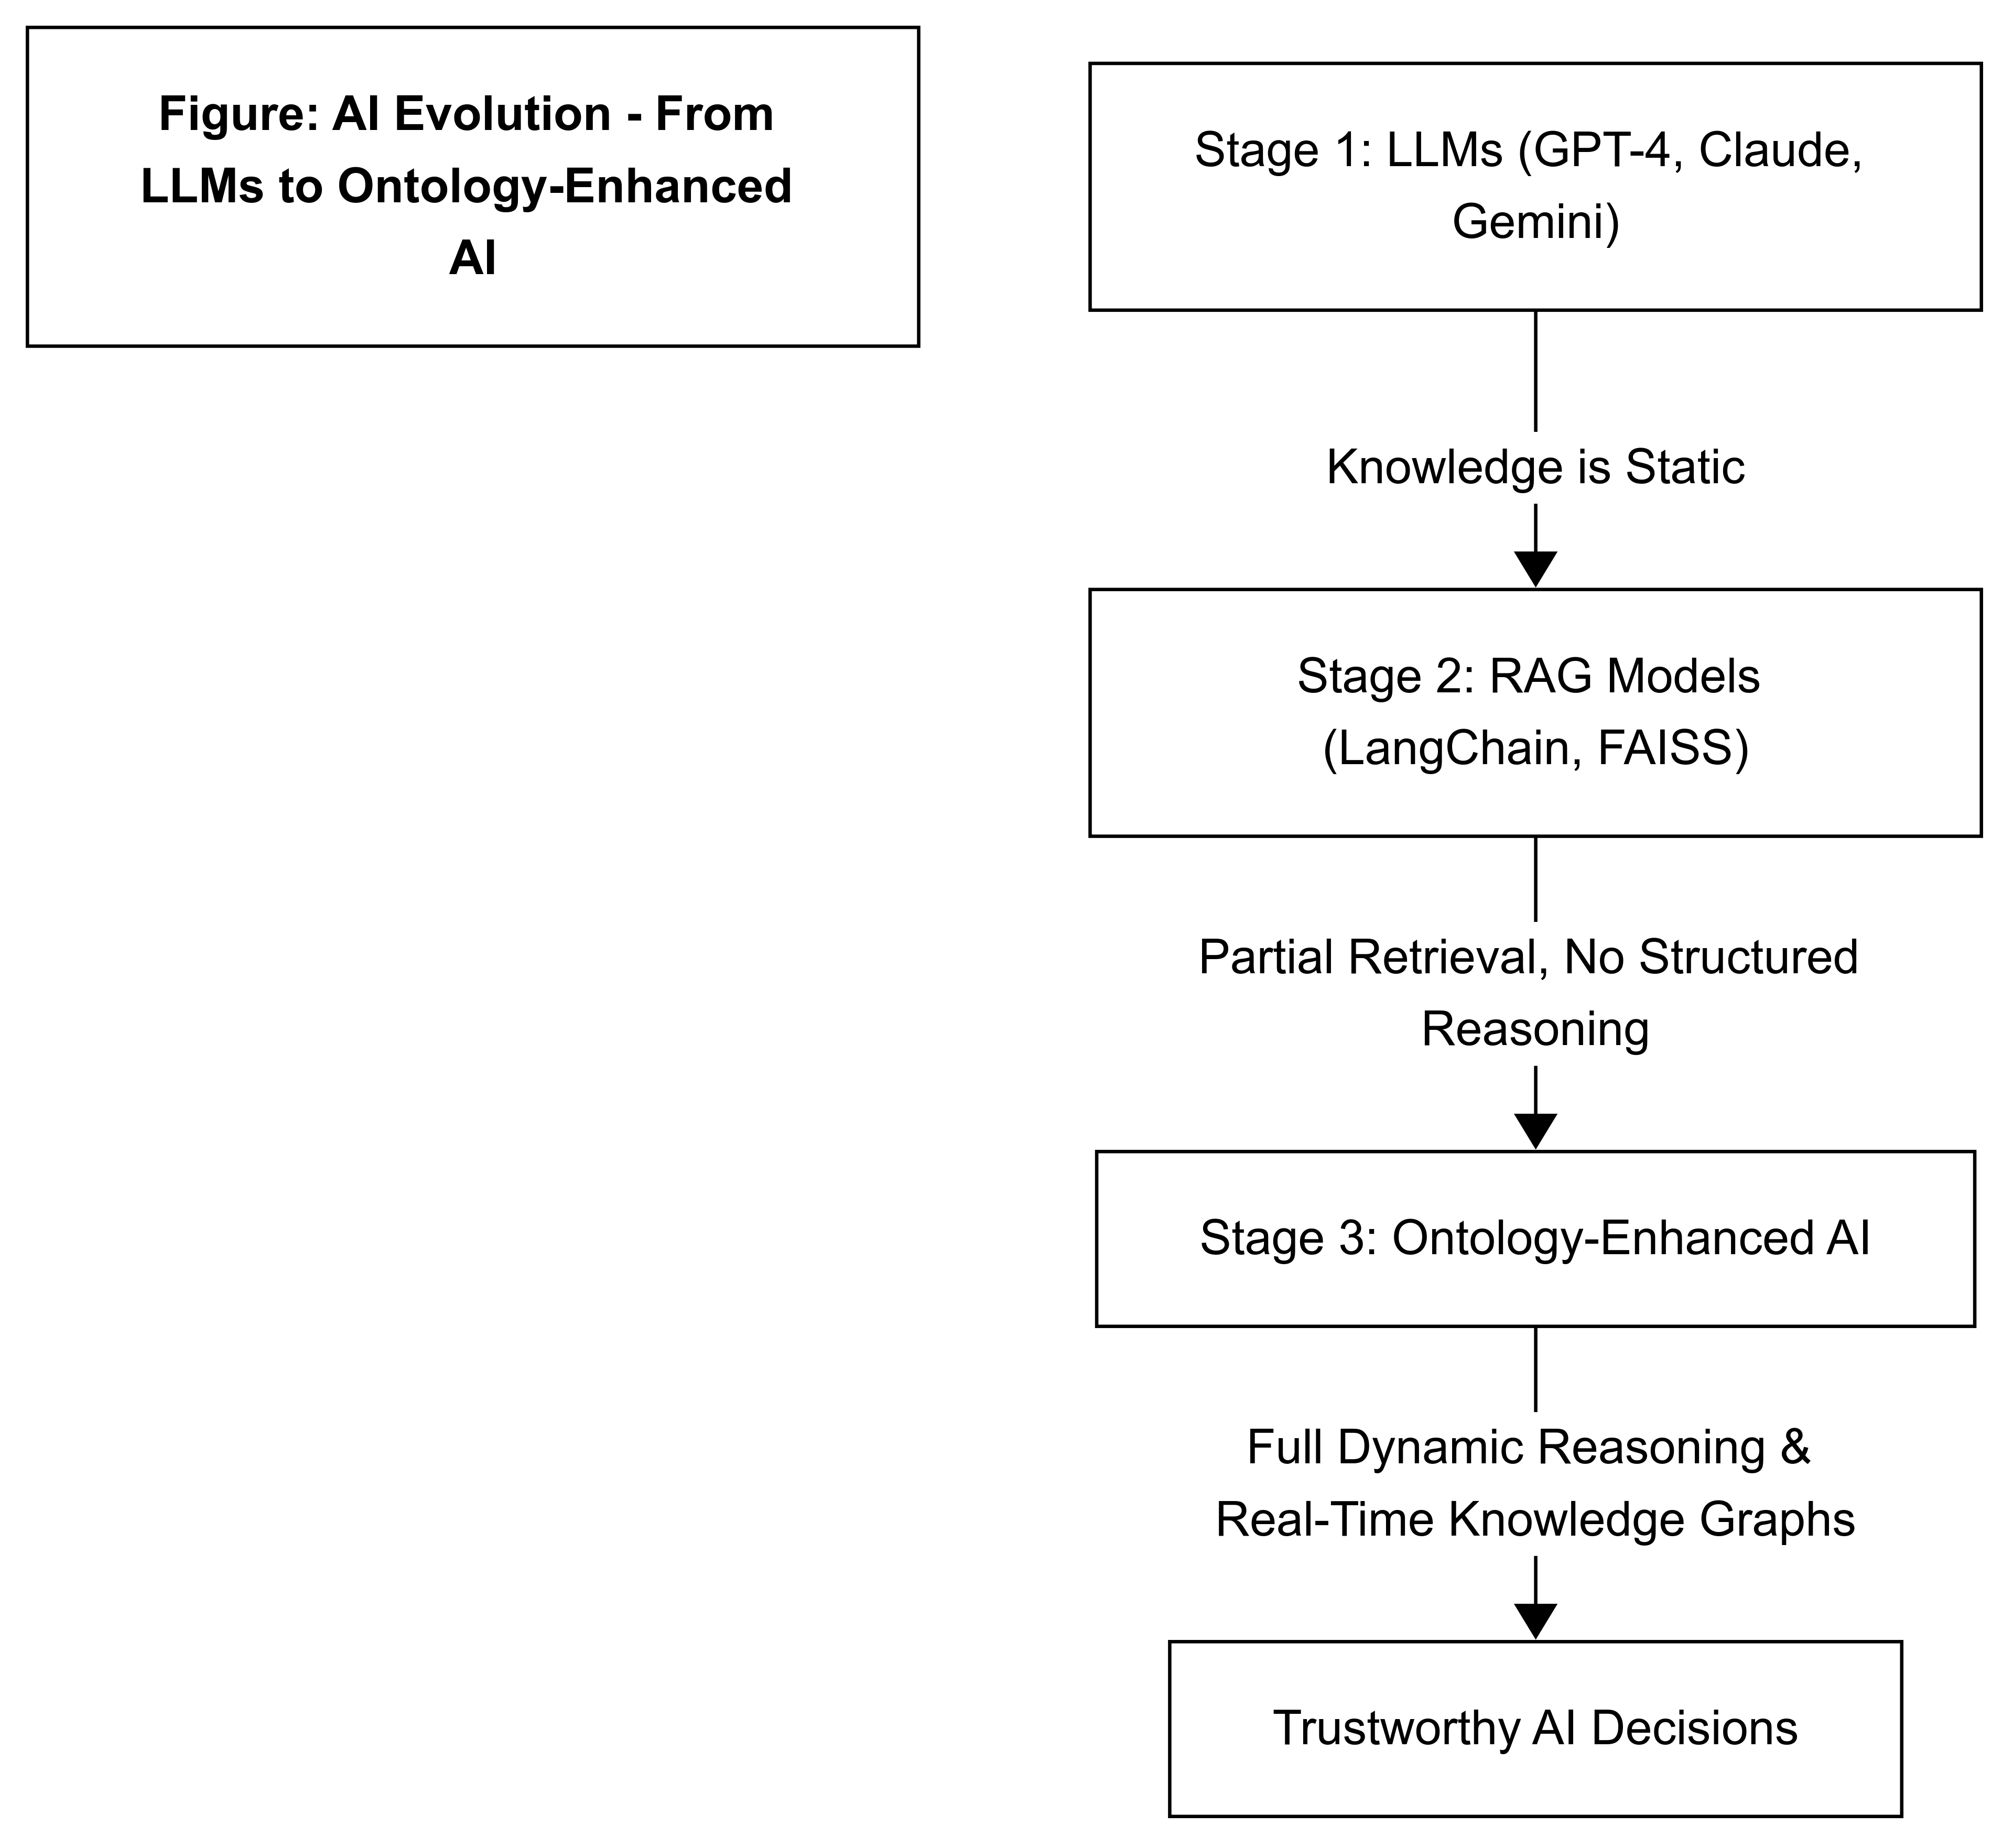 Figure: AI Evolution - From
LLMs to Ontology-Enhanced
AI
Stage 1: LLMs (GPT-4, Claude,
Gemini)
Knowledge is Static
Stage 2: RAG Models
(LangChain, FAISS)
Partial Retrieval, No Structured
Reasoning
Stage 3: Ontology-Enhanced AI
Full Dynamic Reasoning &
Real-Time Knowledge Graphs
Trustworthy AI Decisions